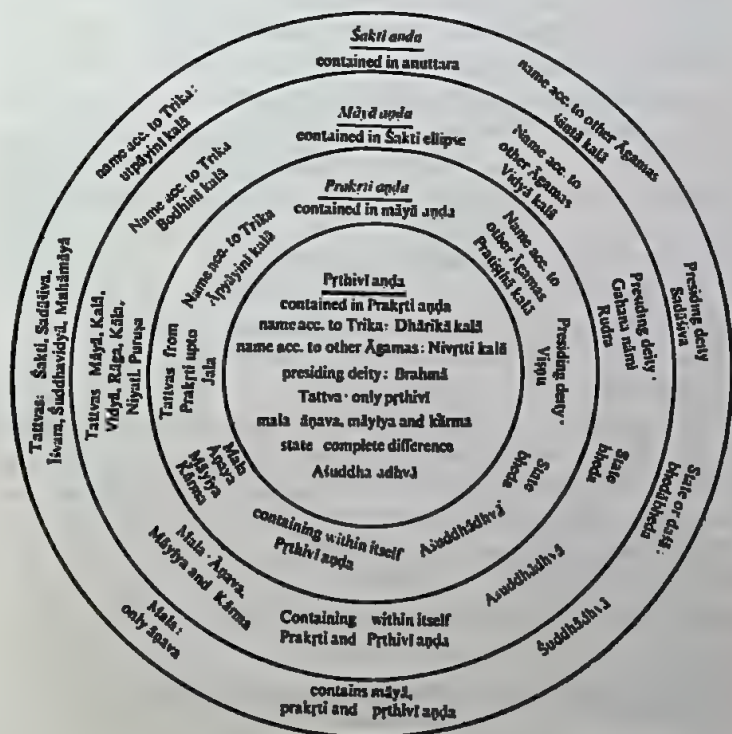 Śakti anda
contained in anuttara
name acc. to Trika:
utpāyini kalā
name acc. to other Āgamas
śāntā kalā
Presiding deity
Sadāśiva
State or daśā:
bhedābheda
Śuddhādhvā
contains māyā,
prakṛti and pṛthivī aṇḍa
Mala:
only āṇava
Tattvas: Śakti, Sadāśiva,
Īśwara, Śuddhavidyā, Mahāmāyā
Māyā anda
contained in Śakti ellipse
Name acc. to Trika
Bodhini kalā
Name acc. to
other Āgamas
Vidyā kalā
Presiding deity'
Gahana nāmi
Rudra
State
bheda
Aśuddhādhvā
Containing within itself
Prakṛti and Pṛthivī aṇḍa
Mala · Āṇava,
Māyīya and Kārma
Tattvas Māyā, Kalā,
Vidyā, Rāga, Kāla,
Niyati, Puruṣa
Prakṛti anda
contained in māyā aṇḍa
Name acc. to Trika
Āpyāyini kalā
Name acc. to
other Āgamas
Pratiṣṭhā kalā
Presiding deity'
Viṣṇu
State
bheda
Aśuddhādhvā
containing within itself
Pṛthivī aṇḍa
Mala
Āṇava
Māyīya
Kārma
Tattvas from
Prakṛti upto
Jala
Pṛthivī anda
contained in Prakṛti aṇḍa
name acc. to Trika: Dhārikā kalā
name acc. to other Āgamas: Nivṛtti kalā
presiding deity: Brahmā
Tattva · only pṛthivī
mala āṇava, māyīya and kārma
state complete difference
Aśuddha adhvā